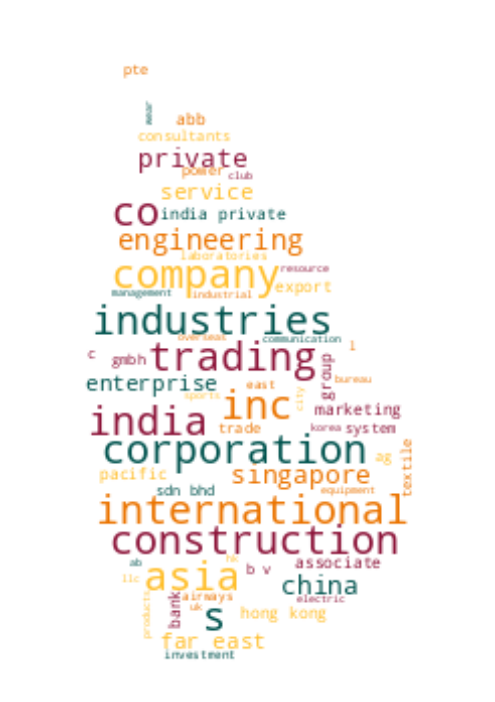 pte
wear
abb
consultants
private
power
club
service
co
india private
engineering
laboratories
company
resource
export
management
industrial
industries
overseas
communication
c
gmbh
trading
l
group
bureau
enterprise
east
sports
inc
city
marketing
india
trade
korea
system
corporation
ag
textile
pacific
singapore
sdn bhd
equipment
international
construction
ab
hk
associate
llc
asia
b v
china
products
bank
airways
electric
uk
s
hong kong
far east
investment